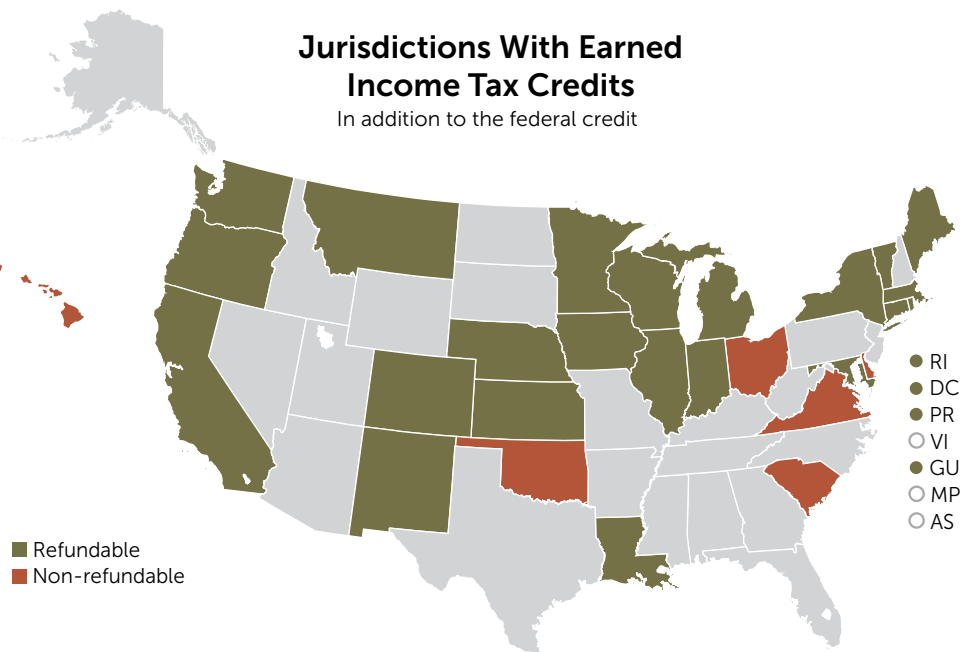 Jurisdictions With Earned
Income Tax Credits
In addition to the federal credit
RI
DC
PR
VI
GU
MP
AS
Refundable
Non-refundable